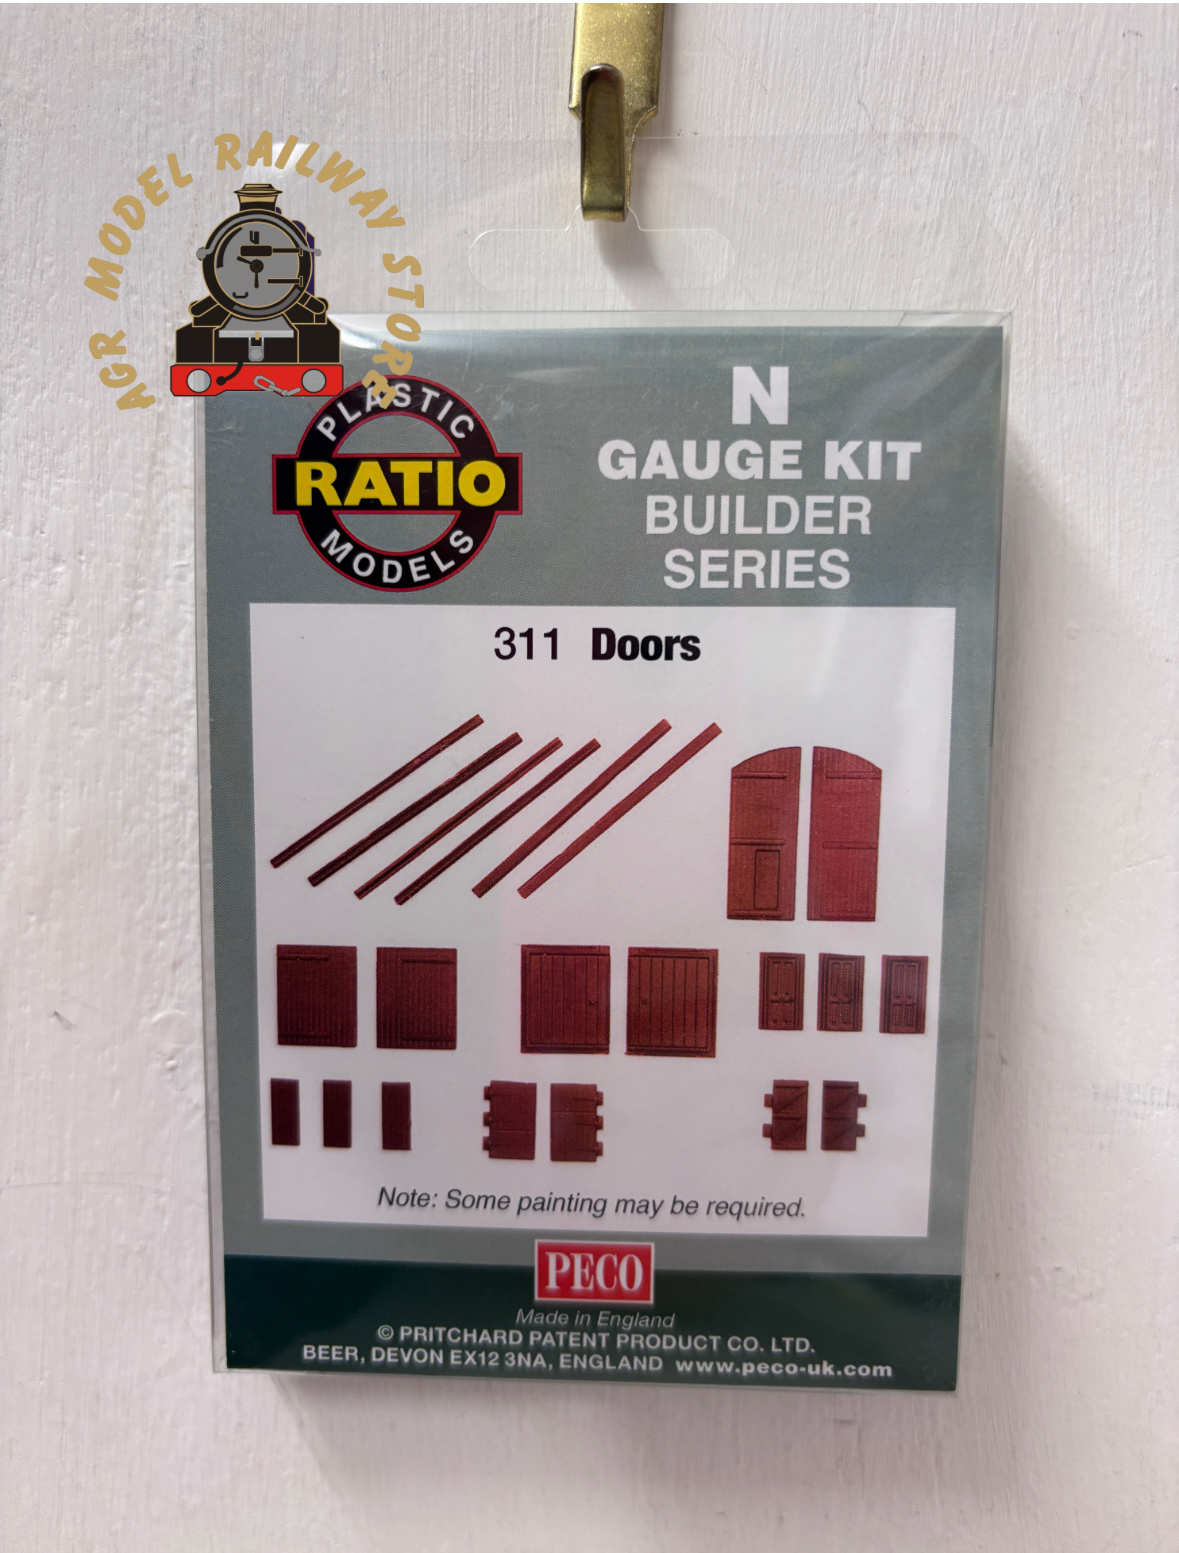 AGR MODEL RAILWAY STORE
PLASTIC
RATIO
MODELS
N
GAUGE KIT
BUILDER
SERIES
311 Doors
Note: Some painting may be required.
PECO
Made in England
© PRITCHARD PATENT PRODUCT CO. LTD.
BEER, DEVON EX12 3NA, ENGLAND www.peco-uk.com